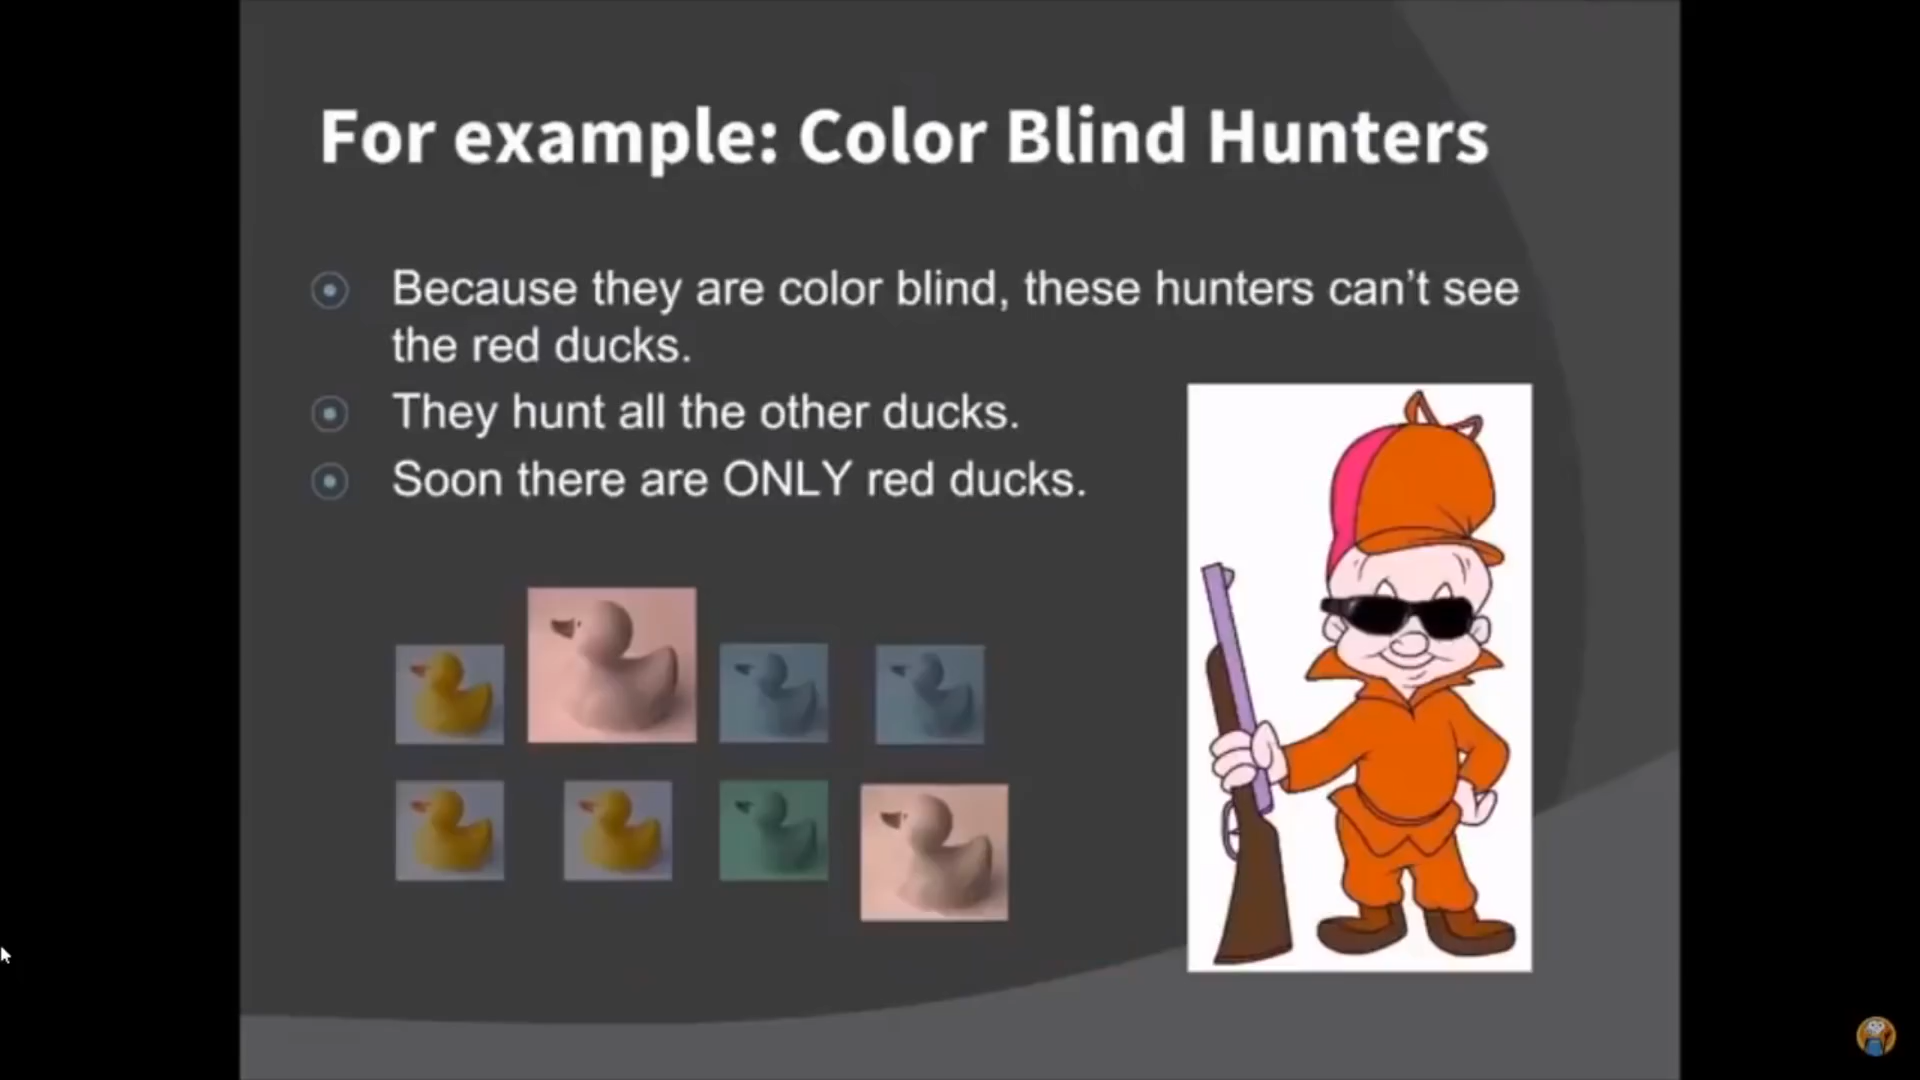 For example: Color Blind Hunters
Because they are color blind, these hunters can't see
the red ducks.
They hunt all the other ducks.
Soon there are ONLY red ducks.